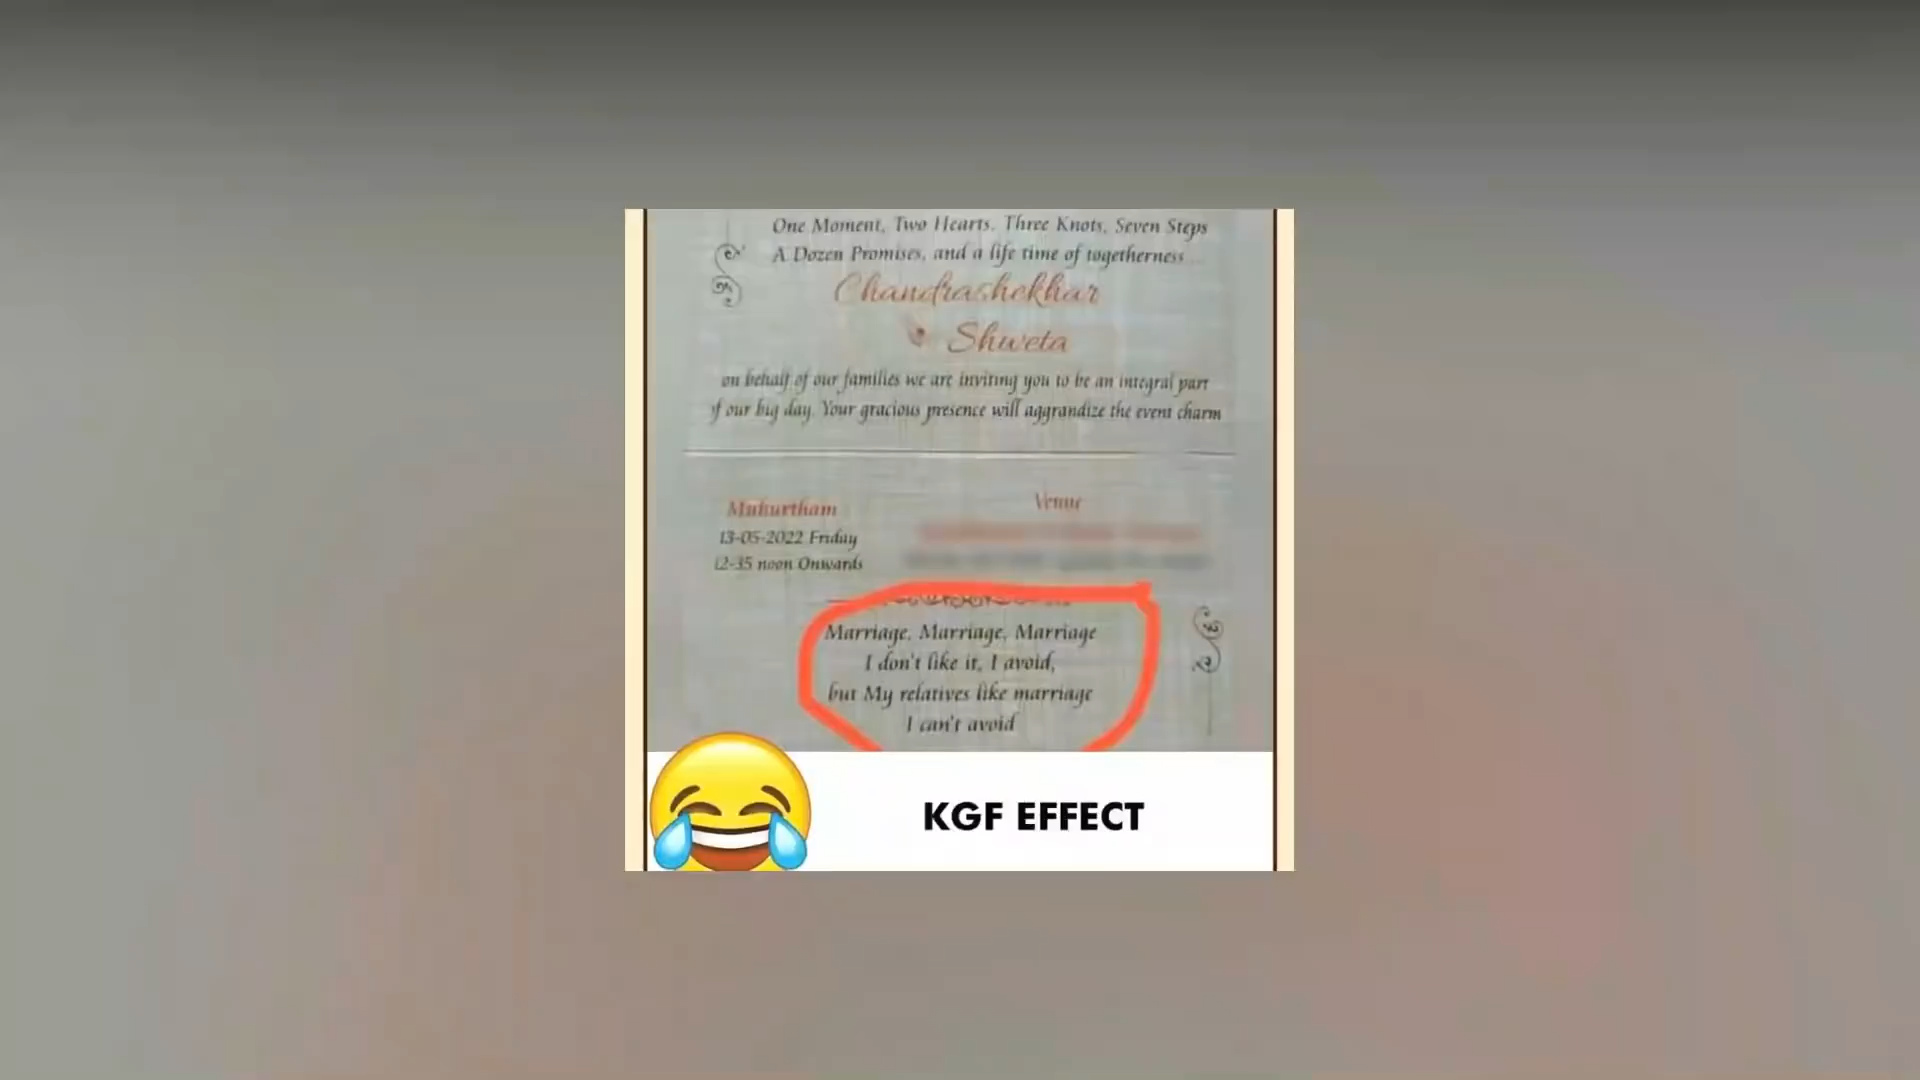 One Moment, Two Hearts, Three Knots, Seven Steps
A Dozen Promises, and a life time of togetherness
Chandrashekhar
Shweta
on behalf of our families we are inviting you to be an integral part
of our big day. Your gracious presence will aggrandize the event charm
Muhurtham
13-05-2022 Friday
12-35 noon Onwards
Venue
Marriage, Marriage, Marriage
I don't like it, I avoid,
but My relatives like marriage
I can't avoid
KGF EFFECT